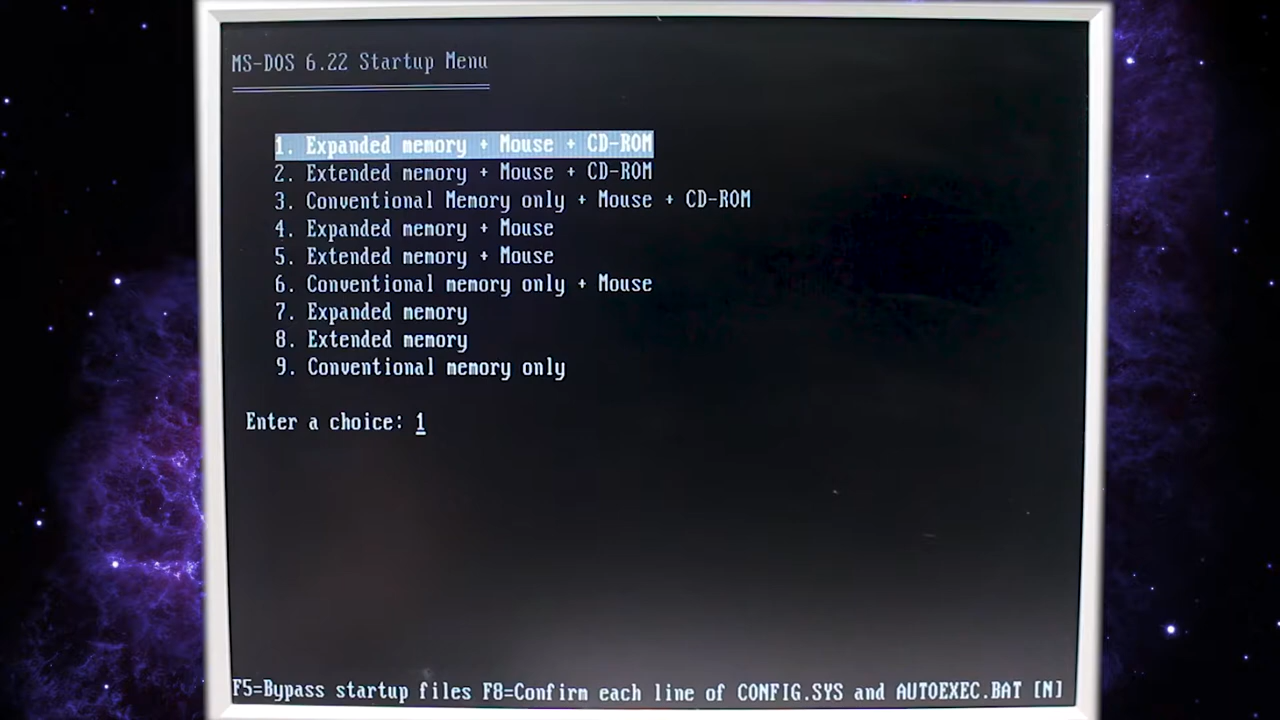 MS-DOS 6.22 Startup Menu
1. Expanded memory + Mouse + CD-ROM
2. Extended memory + Mouse + CD-ROM
3. Conventional Memory only + Mouse + CD-ROM
4. Expanded memory + Mouse
5. Extended memory + Mouse
6. Conventional memory only + Mouse
7. Expanded memory
8. Extended memory
9. Conventional memory only
Enter a choice: 1
F5=Bypass startup files F8=Confirm each line of CONFIG.SYS and AUTOEXEC.BAT [N]